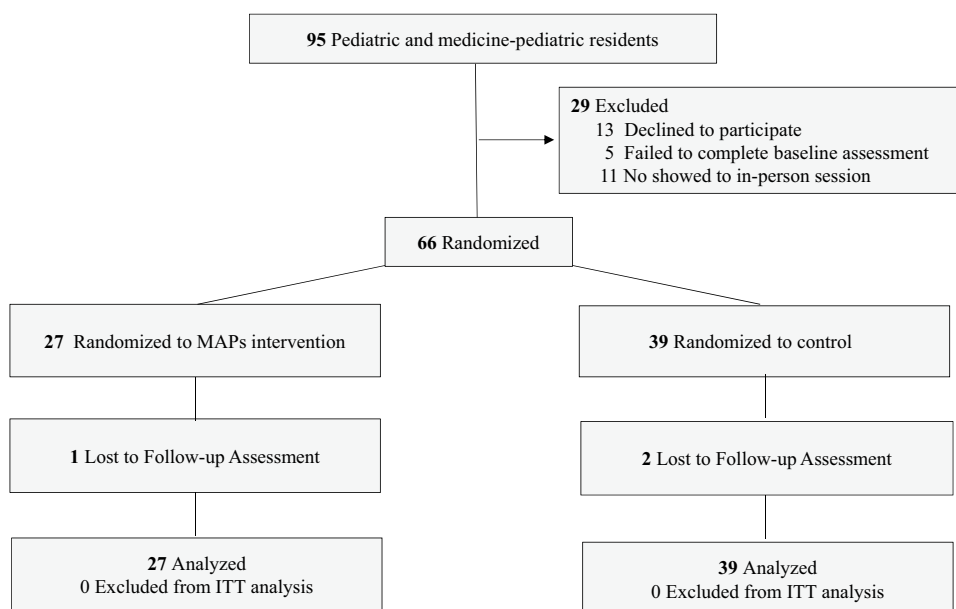 95 Pediatric and medicine-pediatric residents
29 Excluded
13 Declined to participate
5 Failed to complete baseline assessment
11 No showed to in-person session
66 Randomized
27 Randomized to MAPs intervention
39 Randomized to control
1 Lost to Follow-up Assessment
2 Lost to Follow-up Assessment
27 Analyzed
0 Excluded from ITT analysis
39 Analyzed
0 Excluded from ITT analysis